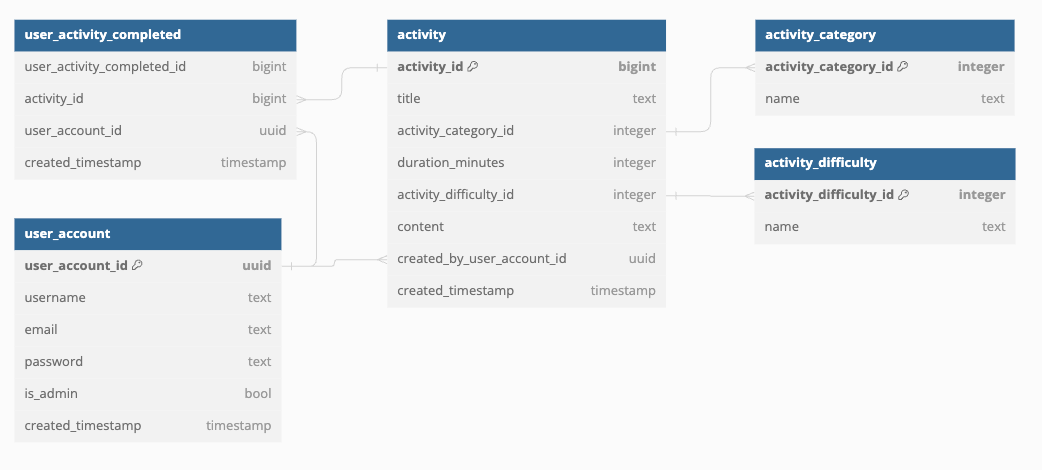 user_activity_completed
user_activity_completed_id bigint
activity_id bigint
user_account_id uuid
created_timestamp timestamp
user_account
user_account_id uuid
username text
email text
password text
is_admin bool
created_timestamp timestamp
activity
activity_id bigint
title text
activity_category_id integer
duration_minutes integer
activity_difficulty_id integer
content text
created_by_user_account_id uuid
created_timestamp timestamp
activity_category
activity_category_id integer
name text
activity_difficulty
activity_difficulty_id integer
name text